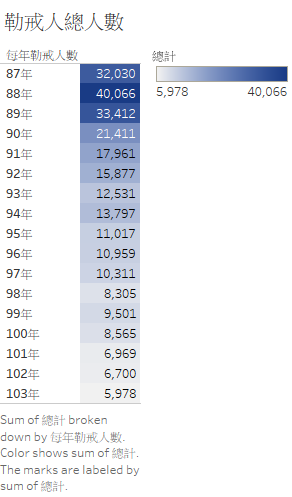 勒戒人總人數
每年勒戒人數
總計
5,978 40,066
87年 32,030
88年 40,066
89年 33,412
90年 21,411
91年 17,961
92年 15,877
93年 12,531
94年 13,797
95年 11,017
96年 10,959
97年 10,311
98年 8,305
99年 9,501
100年 8,565
101年 6,969
102年 6,700
103年 5,978
Sum of 總計 broken
down by 每年勒戒人數.
Color shows sum of 總計.
The marks are labeled by
sum of 總計.